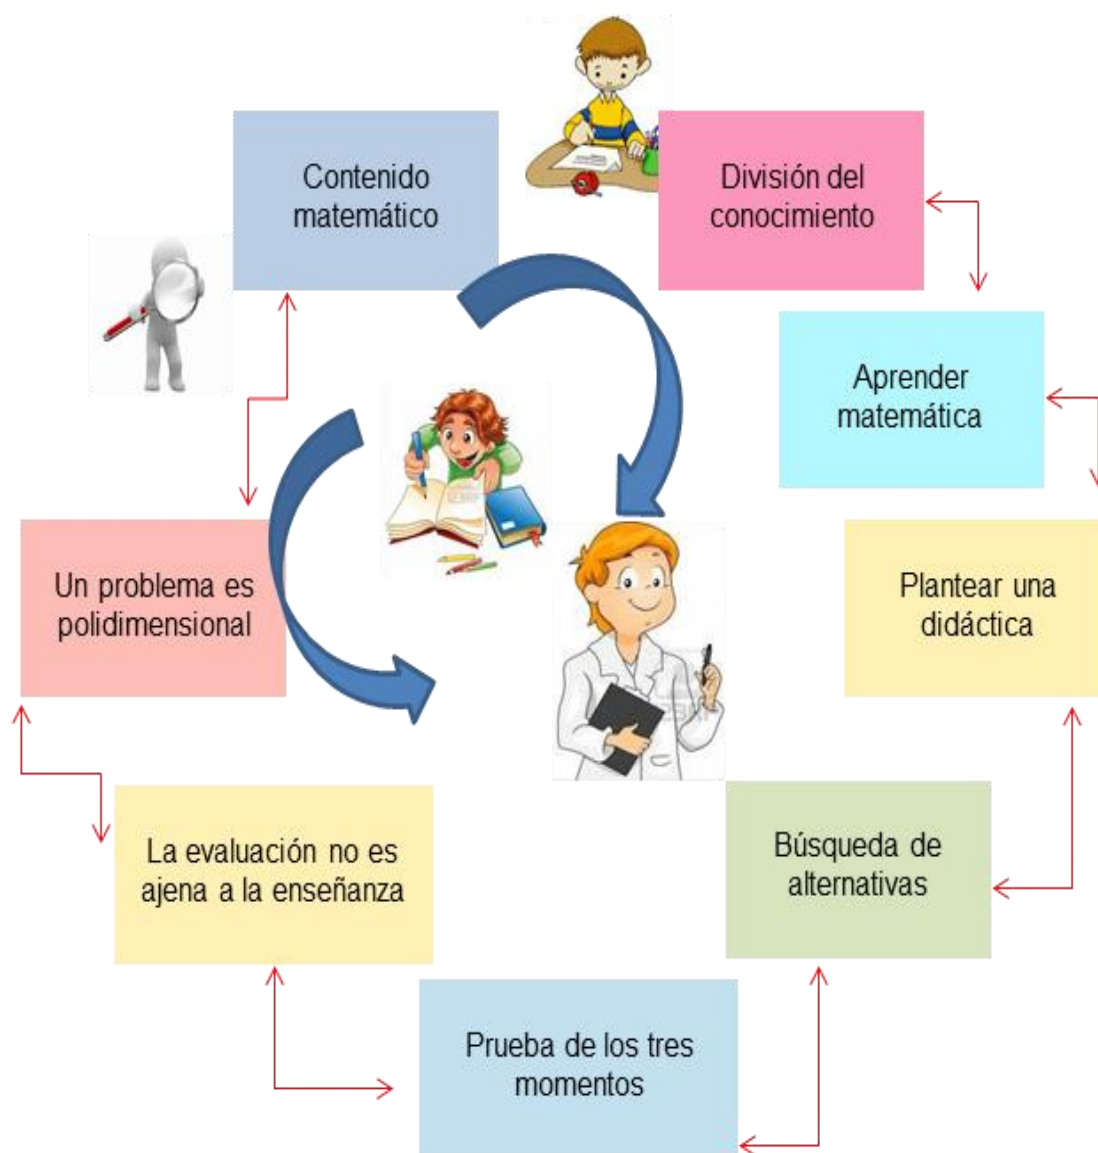 Contenido
matemático
División del
conocimiento
Aprender
matemática
Un problema es
polidimensional
Plantear una
didáctica
La evaluación no es
ajena a la enseñanza
Búsqueda de
alternativas
Prueba de los tres
momentos